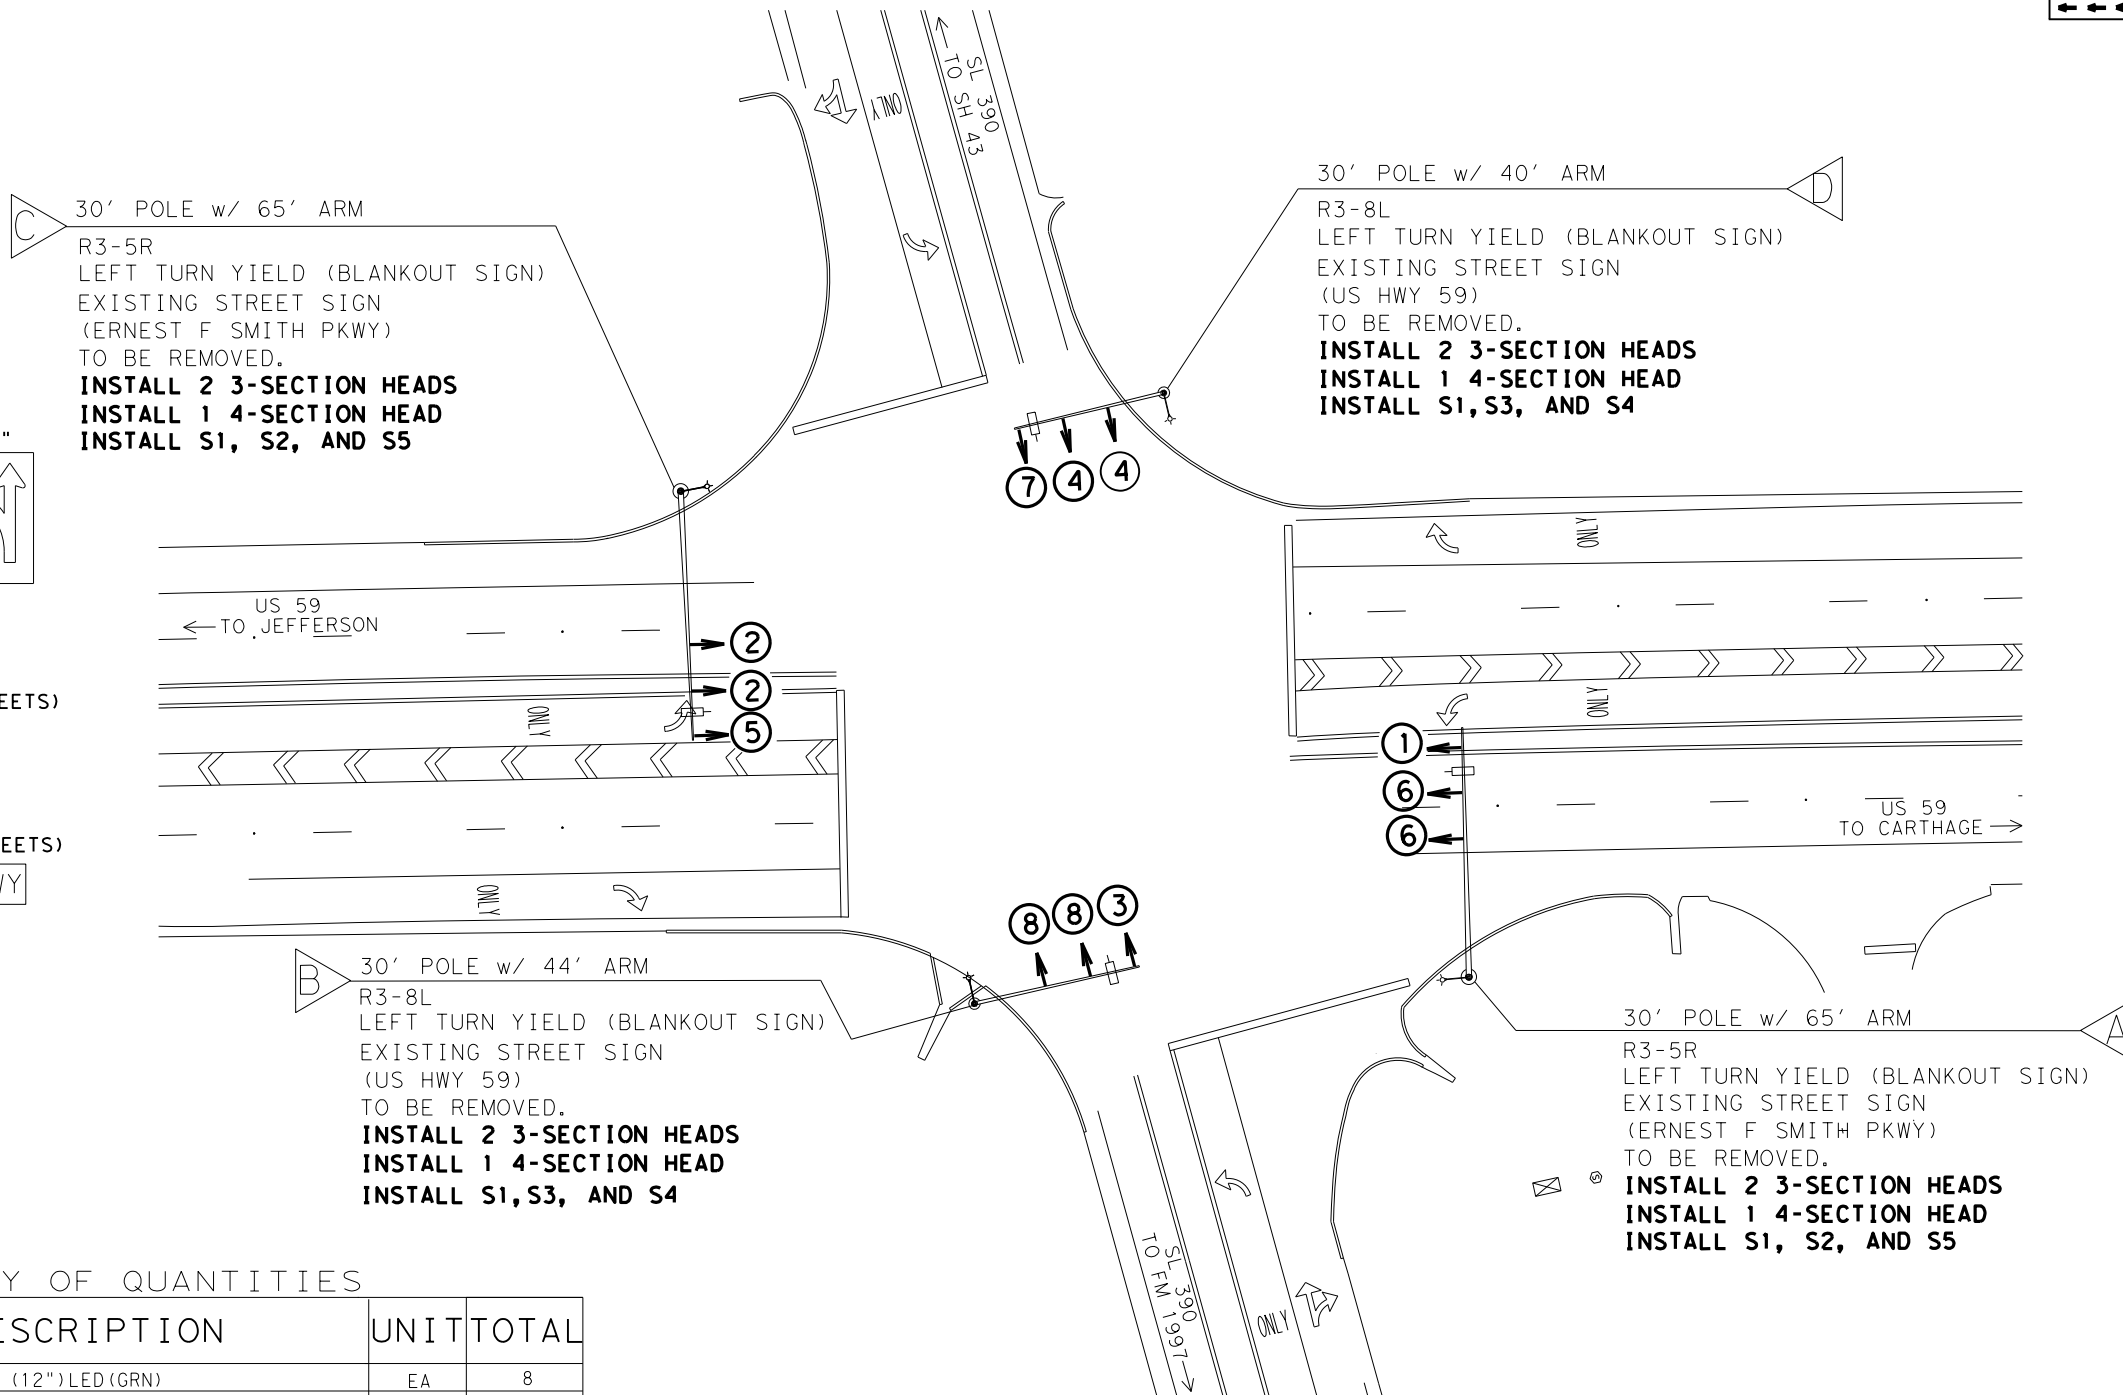 SL 390
TO SH 43
ONLY
C
30' POLE w/ 65' ARM
R3-5R
LEFT TURN YIELD (BLANKOUT SIGN)
EXISTING STREET SIGN
(ERNEST F SMITH PKWY)
TO BE REMOVED.
INSTALL 2 3-SECTION HEADS
INSTALL 1 4-SECTION HEAD
INSTALL S1, S2, AND S5
D
30' POLE w/ 40' ARM
R3-8L
LEFT TURN YIELD (BLANKOUT SIGN)
EXISTING STREET SIGN
(US HWY 59)
TO BE REMOVED.
INSTALL 2 3-SECTION HEADS
INSTALL 1 4-SECTION HEAD
INSTALL S1,S3, AND S4
"
7
4
4
ONLY
US 59
TO JEFFERSON
2
2
5
ONLY
ONLY
1
6
6
US 59
TO CARTHAGE
EETS)
EETS)
WY
ONLY
8
8
3
B
30' POLE w/ 44' ARM
R3-8L
LEFT TURN YIELD (BLANKOUT SIGN)
EXISTING STREET SIGN
(US HWY 59)
TO BE REMOVED.
INSTALL 2 3-SECTION HEADS
INSTALL 1 4-SECTION HEAD
INSTALL S1,S3, AND S4
A
30' POLE w/ 65' ARM
R3-5R
LEFT TURN YIELD (BLANKOUT SIGN)
EXISTING STREET SIGN
(ERNEST F SMITH PKWY)
TO BE REMOVED.
INSTALL 2 3-SECTION HEADS
INSTALL 1 4-SECTION HEAD
INSTALL S1, S2, AND S5
S
SL 390
TO FM 1997
ONLY
Y OF QUANTITIES
SCRIPTION UNIT TOTAL
(12")LED(GRN) EA 8